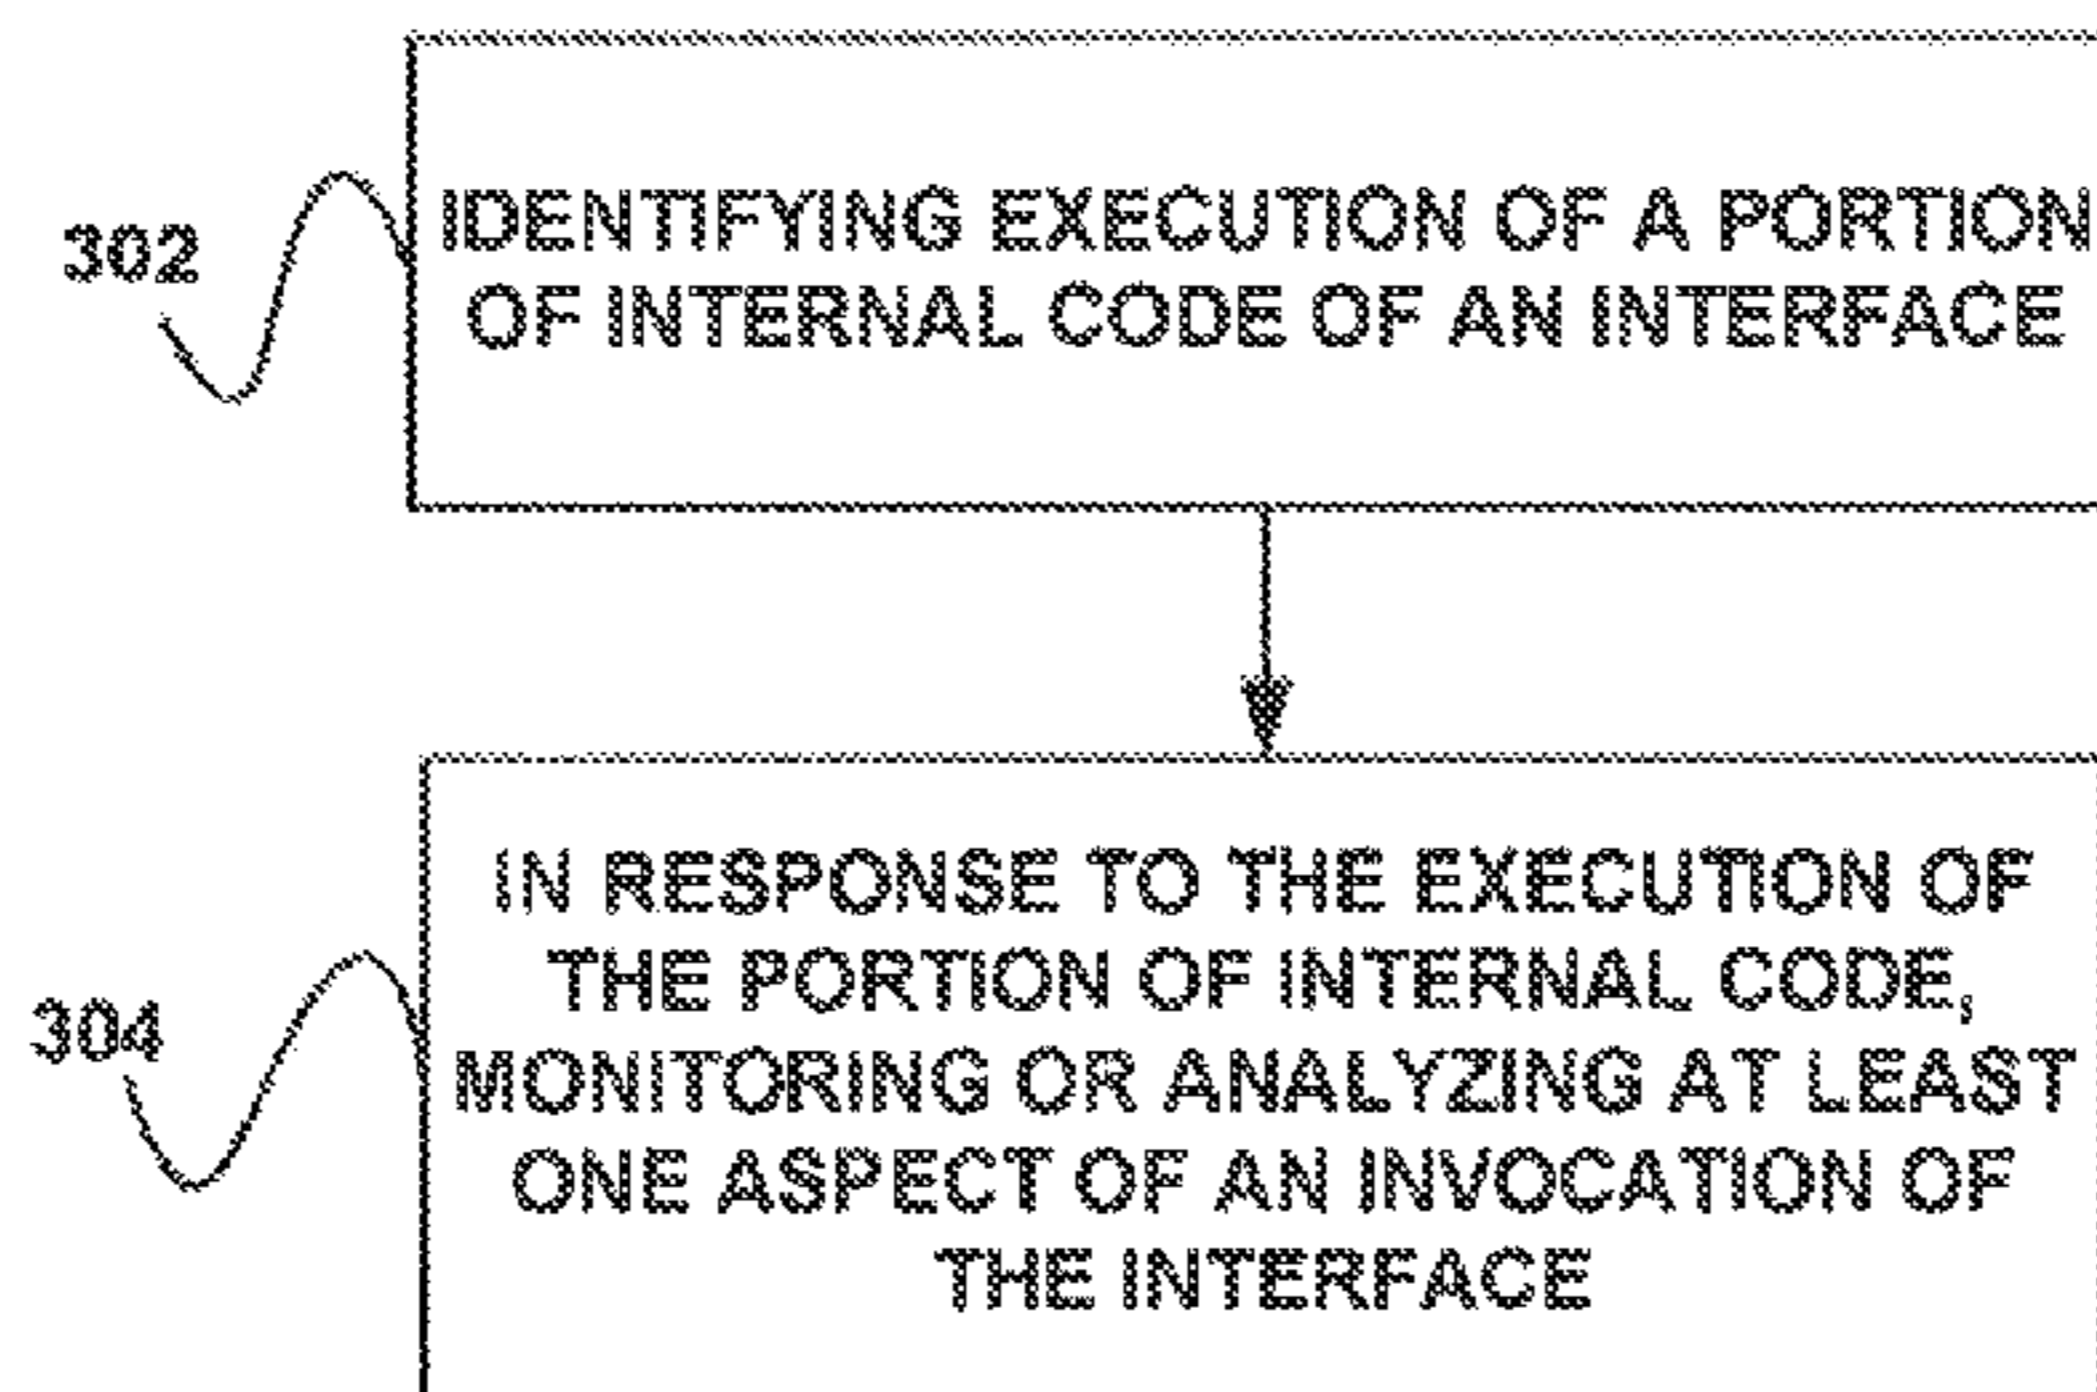 302
IDENTIFYING EXECUTION OF A PORTION
OF INTERNAL CODE OF AN INTERFACE
304
IN RESPONSE TO THE EXECUTION OF
THE PORTION OF INTERNAL CODE,
MONITORING OR ANALYZING AT LEAST
ONE ASPECT OF AN INVOCATION OF
THE INTERFACE